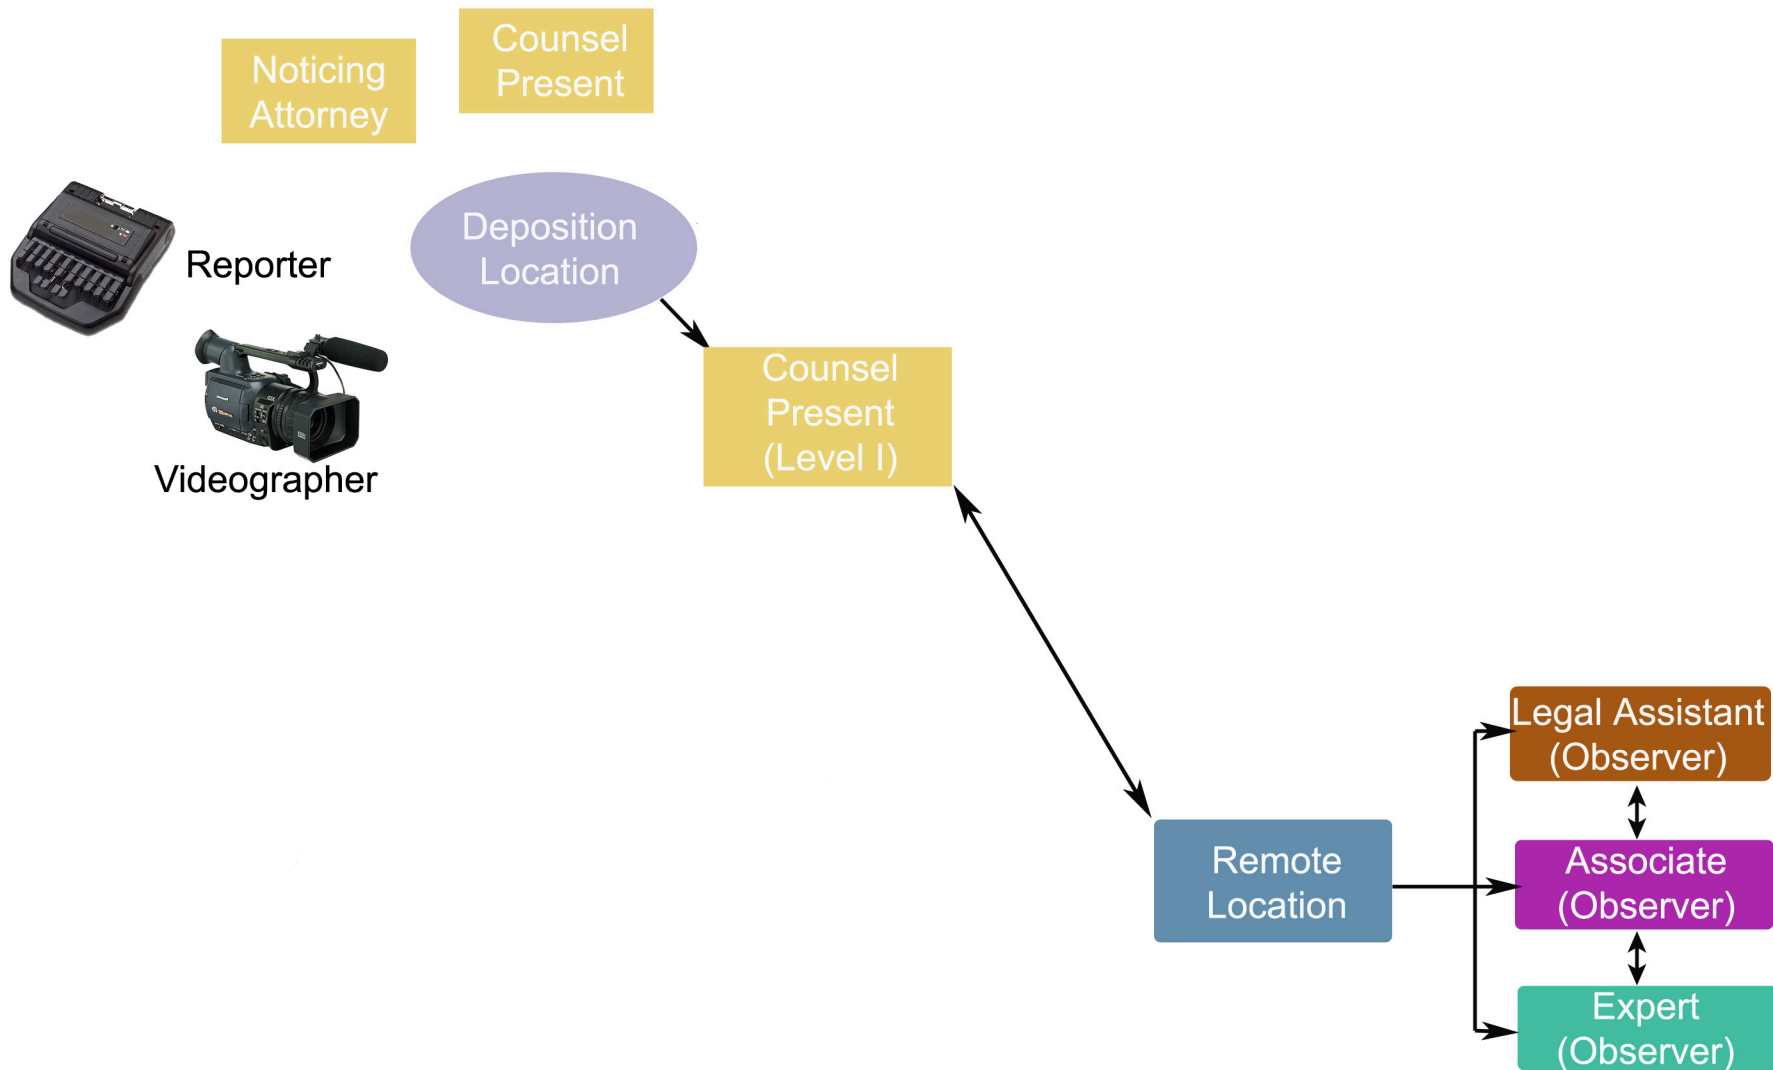 Noticing
Attorney
Counsel
Present
Deposition
Location
Reporter
Videographer
Counsel
Present
(Level I)
Remote
Location
Legal Assistant
(Observer)
Associate
(Observer)
Expert
(Observer)